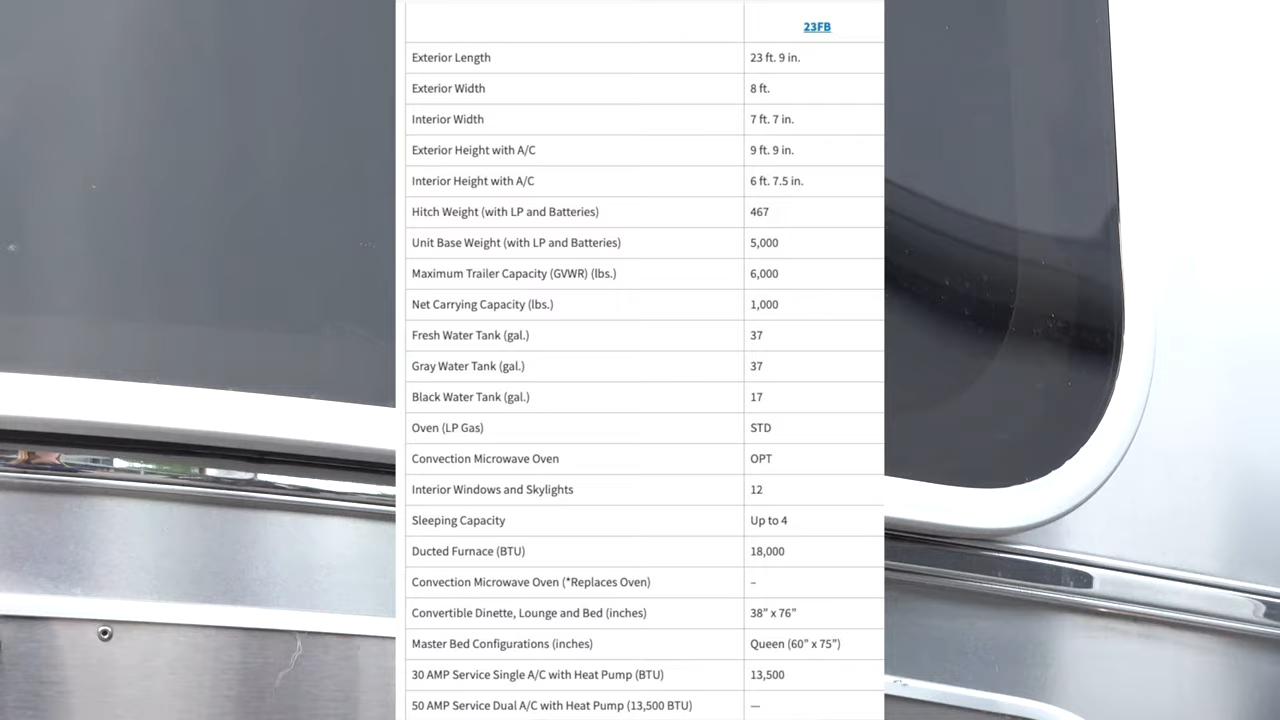 23FB
Exterior Length 23 ft. 9 in.
Exterior Width 8 ft.
Interior Width 7 ft. 7 in.
Exterior Height with A/C 9 ft. 9 in.
Interior Height with A/C 6 ft. 7.5 in.
Hitch Weight (with LP and Batteries) 467
Unit Base Weight (with LP and Batteries) 5,000
Maximum Trailer Capacity (GVWR) (lbs.) 6,000
Net Carrying Capacity (lbs.) 1,000
Fresh Water Tank (gal.) 37
Gray Water Tank (gal.) 37
Black Water Tank (gal.) 17
Oven (LP Gas) STD
Convection Microwave Oven OPT
Interior Windows and Skylights 12
Sleeping Capacity Up to 4
Ducted Furnace (BTU) 18,000
Convection Microwave Oven (*Replaces Oven) –
Convertible Dinette, Lounge and Bed (inches) 38” x 76”
Master Bed Configurations (inches) Queen (60” x 75”)
30 AMP Service Single A/C with Heat Pump (BTU) 13,500
50 AMP Service Dual A/C with Heat Pump (13,500 BTU) —